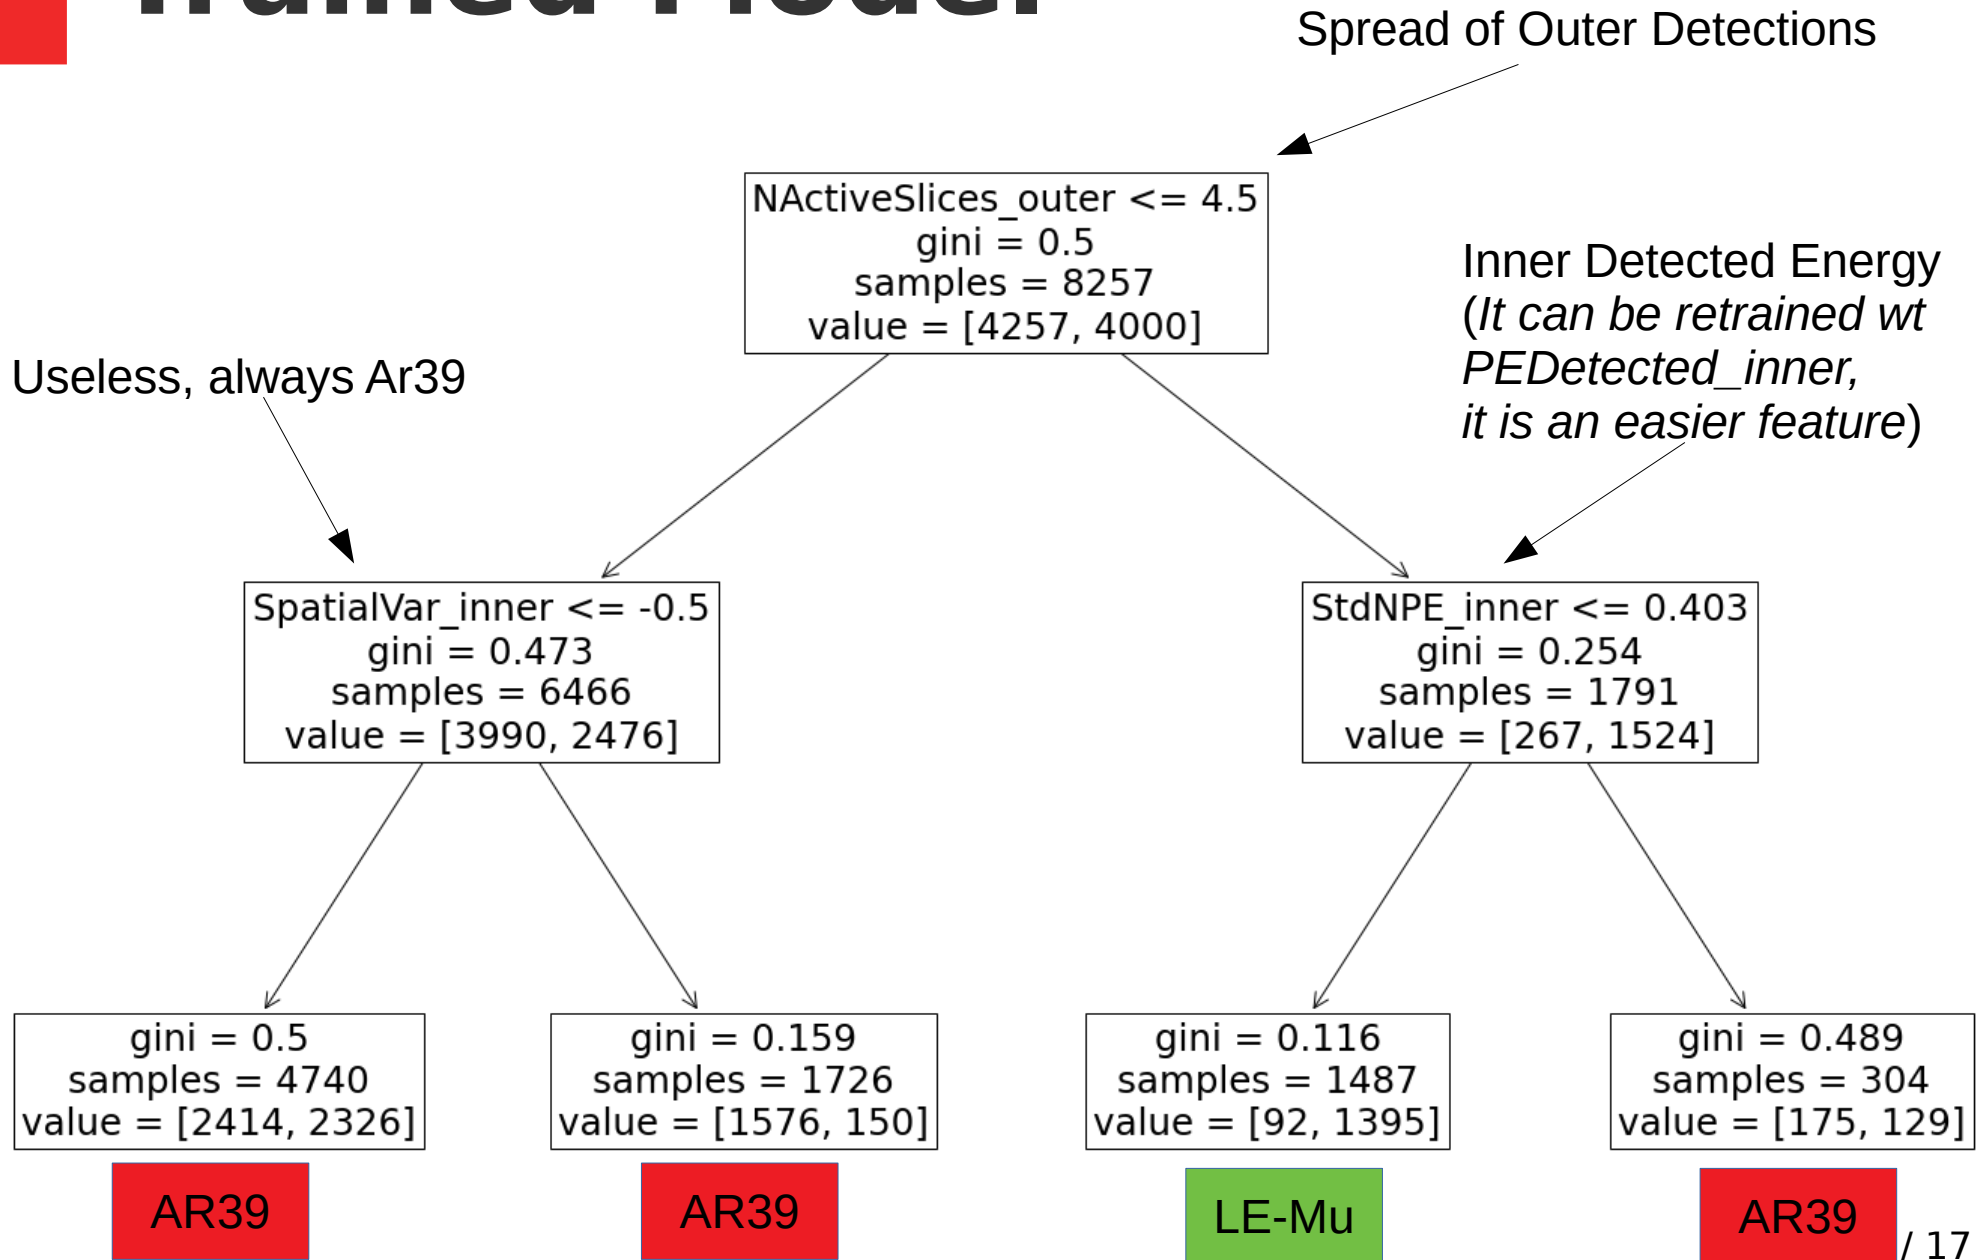 Trained Model
Spread of Outer Detections
NActiveSlices_outer <= 4.5
gini = 0.5
samples = 8257
value = [4257, 4000]
Inner Detected Energy
(It can be retrained wt
PEDetected_inner,
it is an easier feature)
Useless, always Ar39
SpatialVar_inner <= -0.5
gini = 0.473
samples = 6466
value = [3990, 2476]
StdNPE_inner <= 0.403
gini = 0.254
samples = 1791
value = [267, 1524]
gini = 0.5
samples = 4740
value = [2414, 2326]
gini = 0.159
samples = 1726
value = [1576, 150]
gini = 0.116
samples = 1487
value = [92, 1395]
gini = 0.489
samples = 304
value = [175, 129]
AR39
AR39
LE-Mu
AR39
/ 17